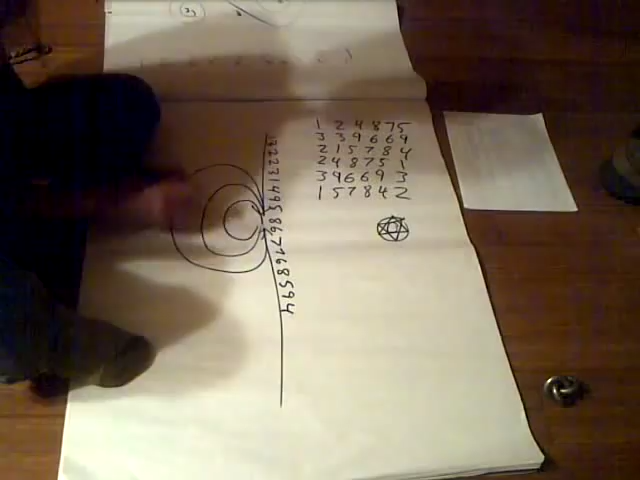 1 2 4 8 7 5
3 3 9 6 6 9
2 1 5 7 8 4
2 4 8 7 5 1
3 9 6 6 9 3
1 5 7 8 4 2
132231495867768594